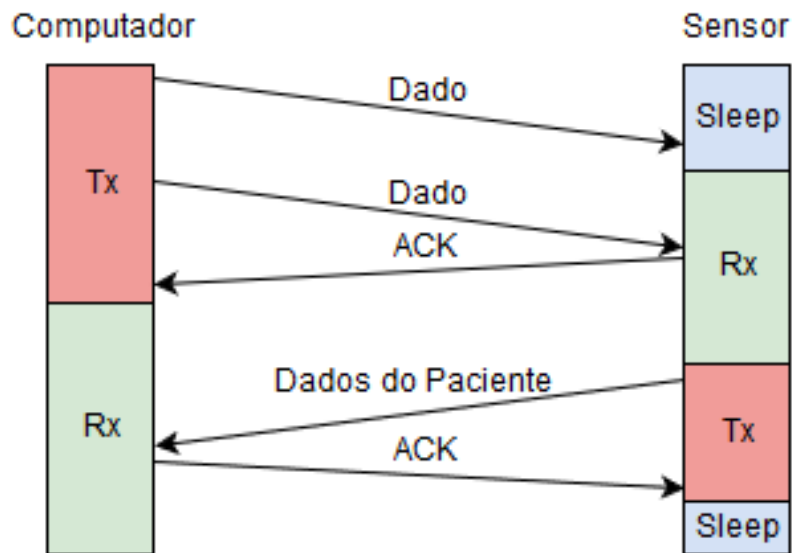 Computador
Sensor
Dado
Sleep
Tx
Dado
ACK
Rx
Dados do Paciente
Rx
Tx
ACK
Sleep